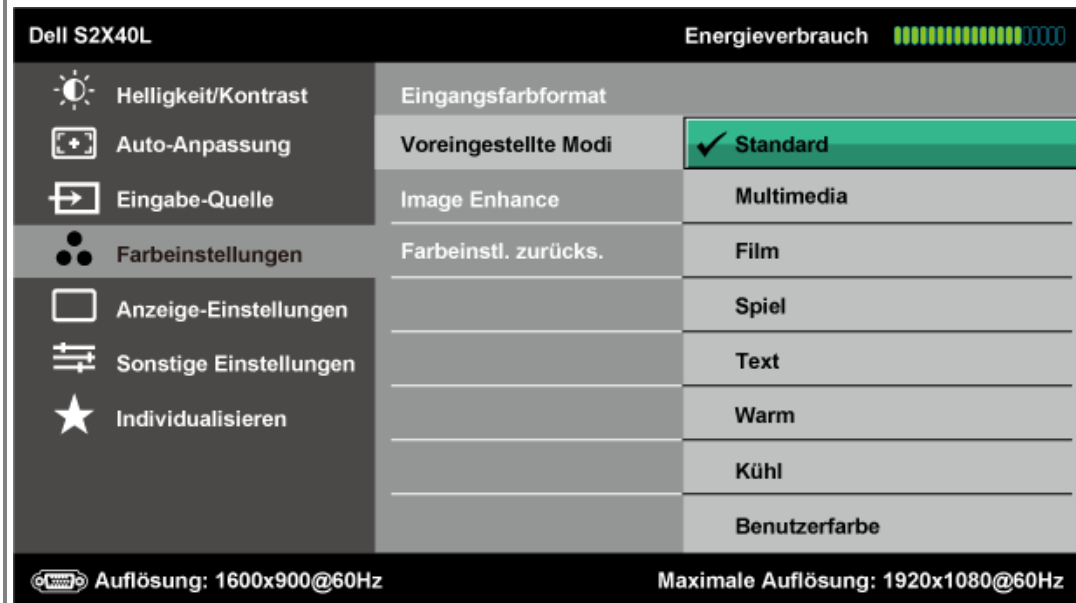 Dell S2X40L
Energieverbrauch
Helligkeit/Kontrast
Auto-Anpassung
Eingabe-Quelle
Farbeinstellungen
Anzeige-Einstellungen
Sonstige Einstellungen
Individualisieren
Eingangsfarbformat
Voreingestellte Modi
Image Enhance
Farbeinstl. zurücks.
Standard
Multimedia
Film
Spiel
Text
Warm
Kühl
Benutzerfarbe
Auflösung: 1600x900@60Hz
Maximale Auflösung: 1920x1080@60Hz